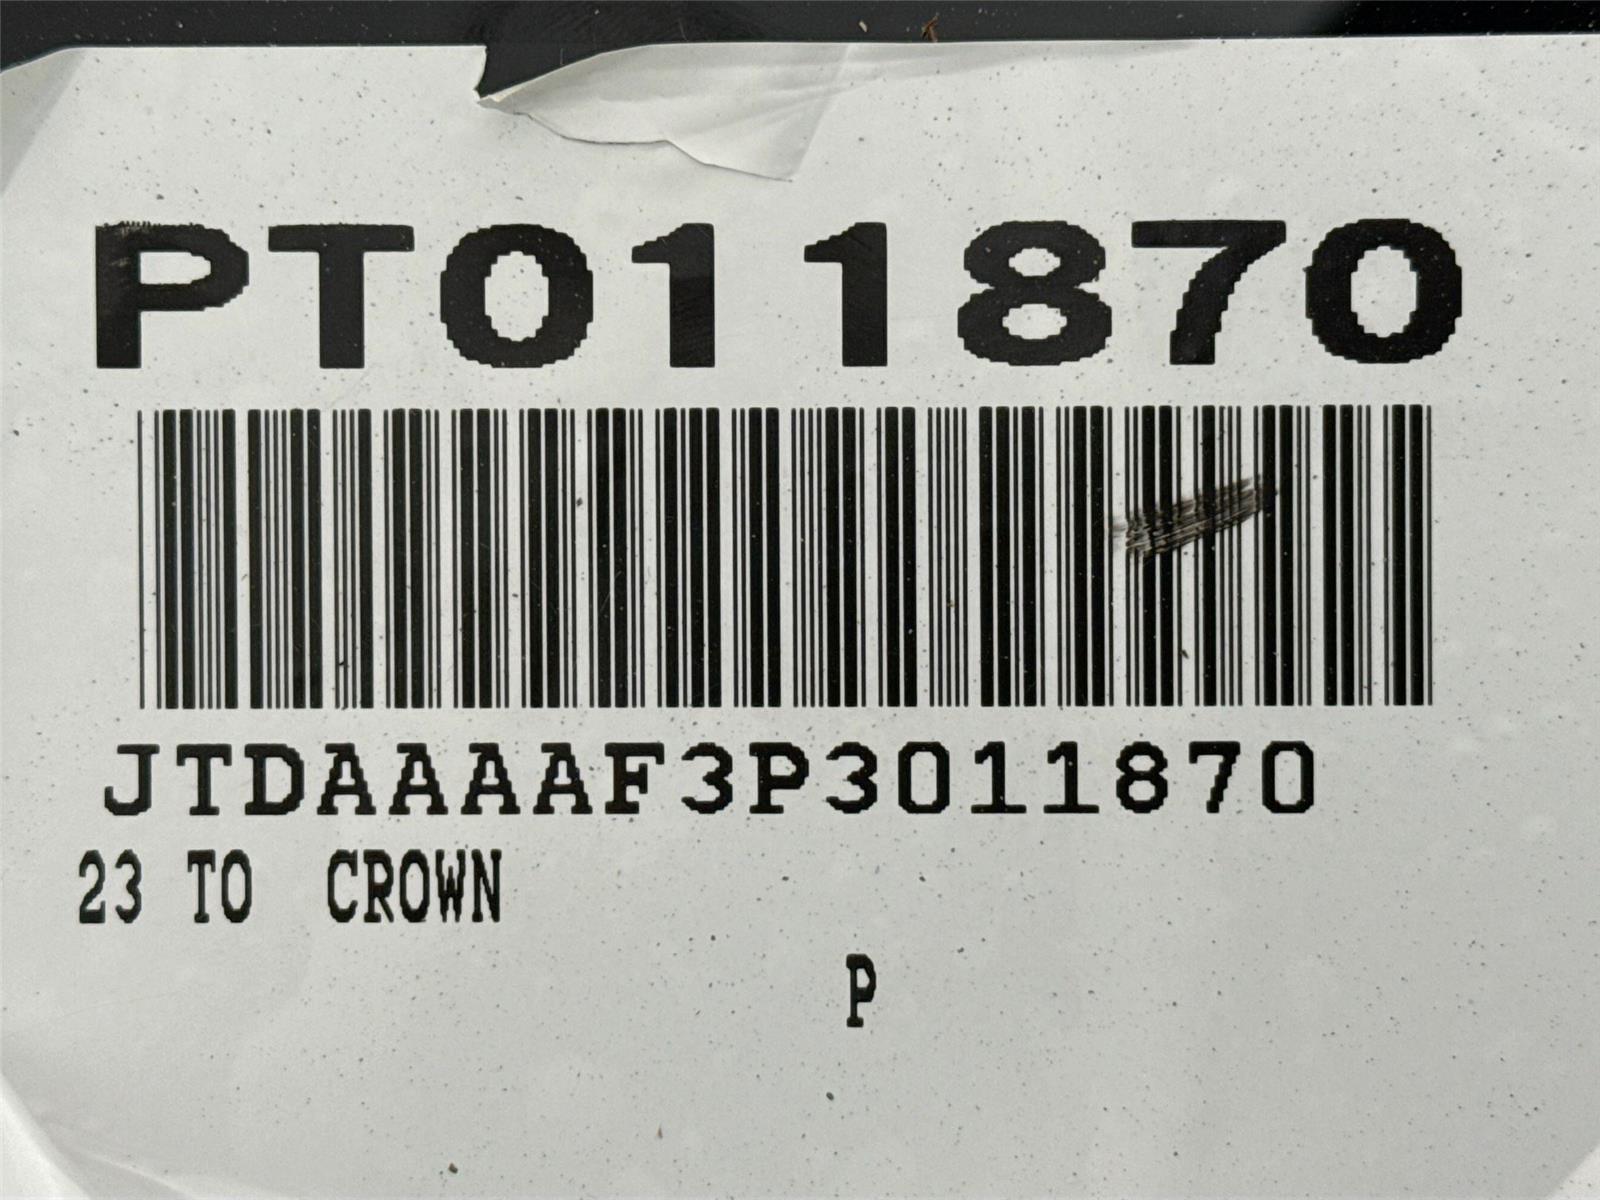 PT011870
JTDAAAAF3P3011870
23 TO CROWN
P